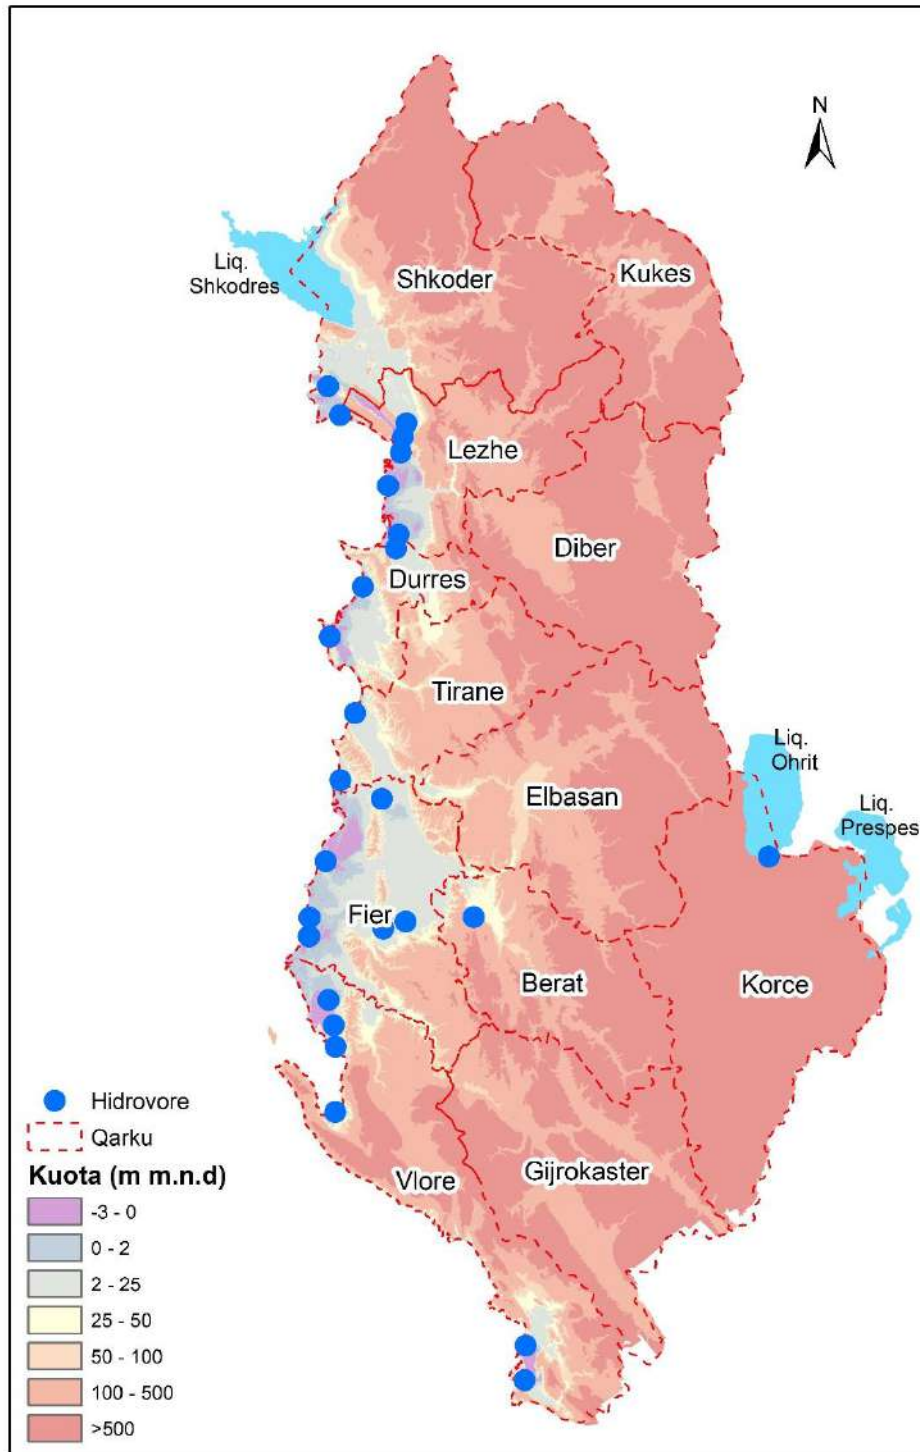 N
Liq.
Shkodres
Shkoder
Kukes
Lezhe
Diber
Durres
Tirane
Liq.
Ohrit
Elbasan
Liq.
Prespes
Fier
Berat
Korce
Hidrovore
Qarku
Kuota (m m.n.d)
Vlore
Gijrokaster
-3 - 0
0 - 2
2 - 25
25 - 50
50 - 100
100 - 500
>500